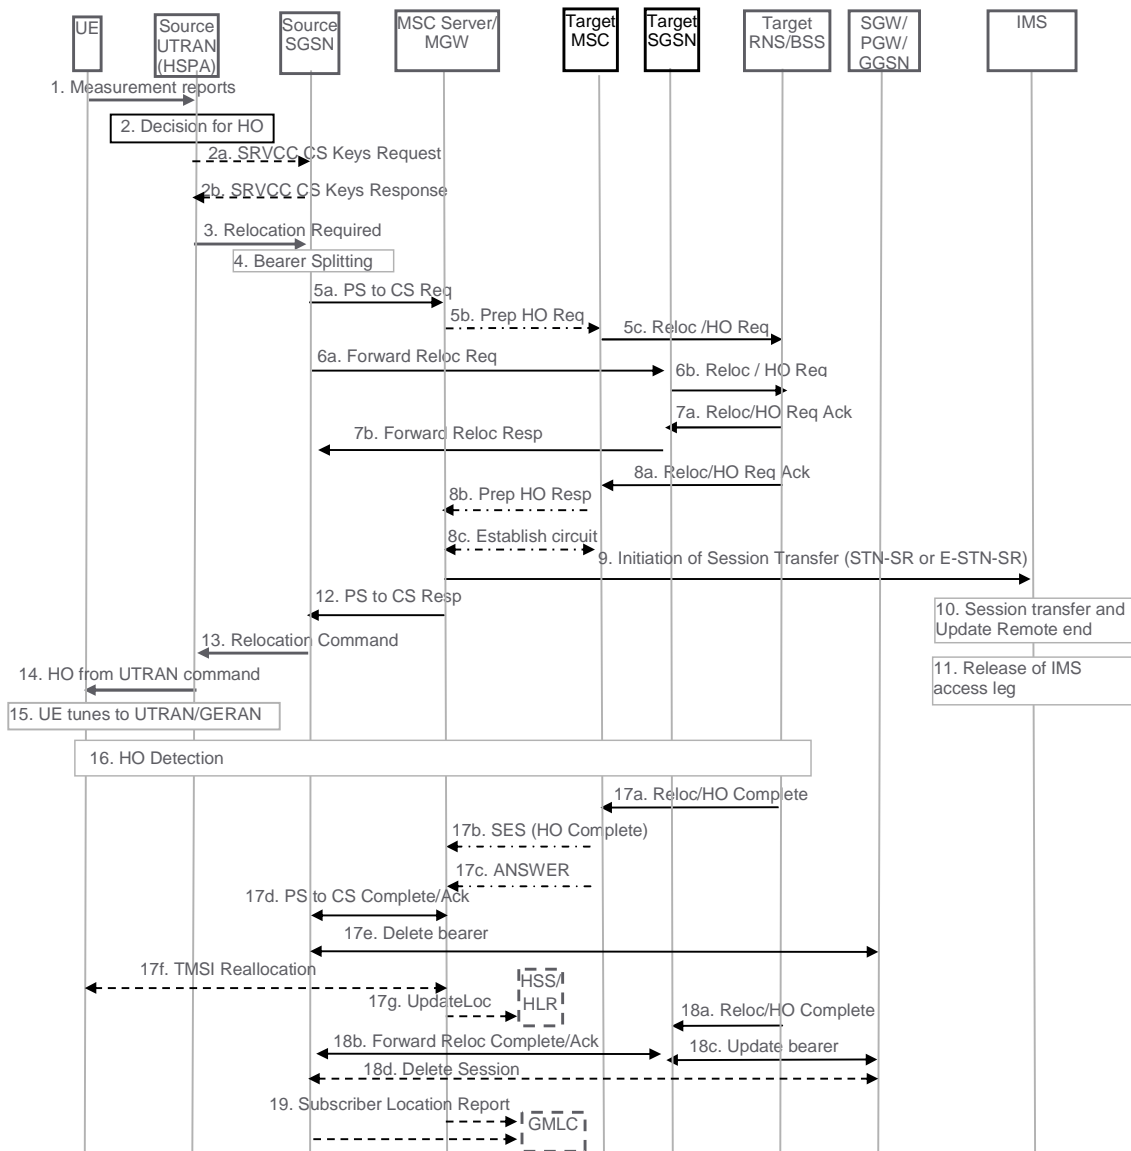 UE
Source
UTRAN
(HSPA)
Source
SGSN
MSC Server/
MGW
Target
MSC
Target
SGSN
Target
RNS/BSS
SGW/
PGW/
GGSN
IMS
1. Measurement reports
2. Decision for HO
2a. SRVCC CS Keys Request
2b. SRVCC CS Keys Response
3. Relocation Required
4. Bearer Splitting
5a. PS to CS Req
5b. Prep HO Req
5c. Reloc /HO Req
6a. Forward Reloc Req
6b. Reloc / HO Req
7a. Reloc/HO Req Ack
7b. Forward Reloc Resp
8a. Reloc/HO Req Ack
8b. Prep HO Resp
8c. Establish circuit
9. Initiation of Session Transfer (STN-SR or E-STN-SR)
12. PS to CS Resp
10. Session transfer and
Update Remote end
13. Relocation Command
11. Release of IMS
access leg
14. HO from UTRAN command
15. UE tunes to UTRAN/GERAN
16. HO Detection
17a. Reloc/HO Complete
17b. SES (HO Complete)
17c. ANSWER
17d. PS to CS Complete/Ack
17e. Delete bearer
17f. TMSI Reallocation
HSS/
HLR
17g. UpdateLoc
18a. Reloc/HO Complete
18b. Forward Reloc Complete/Ack
18c. Update bearer
18d. Delete Session
19. Subscriber Location Report
GMLC